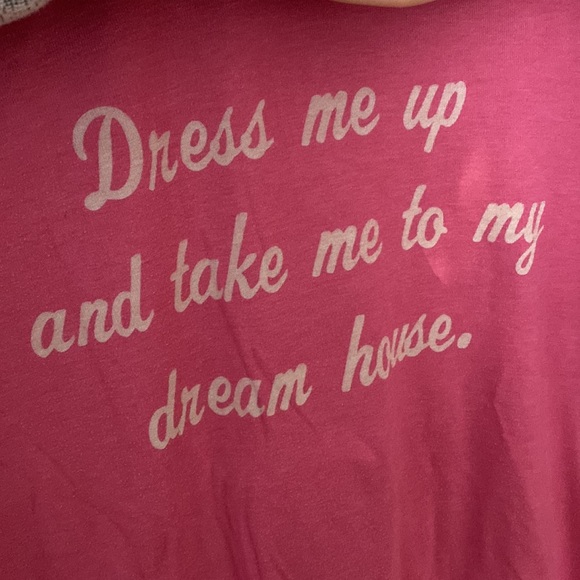 Dress me up
and take me to my
dream house.